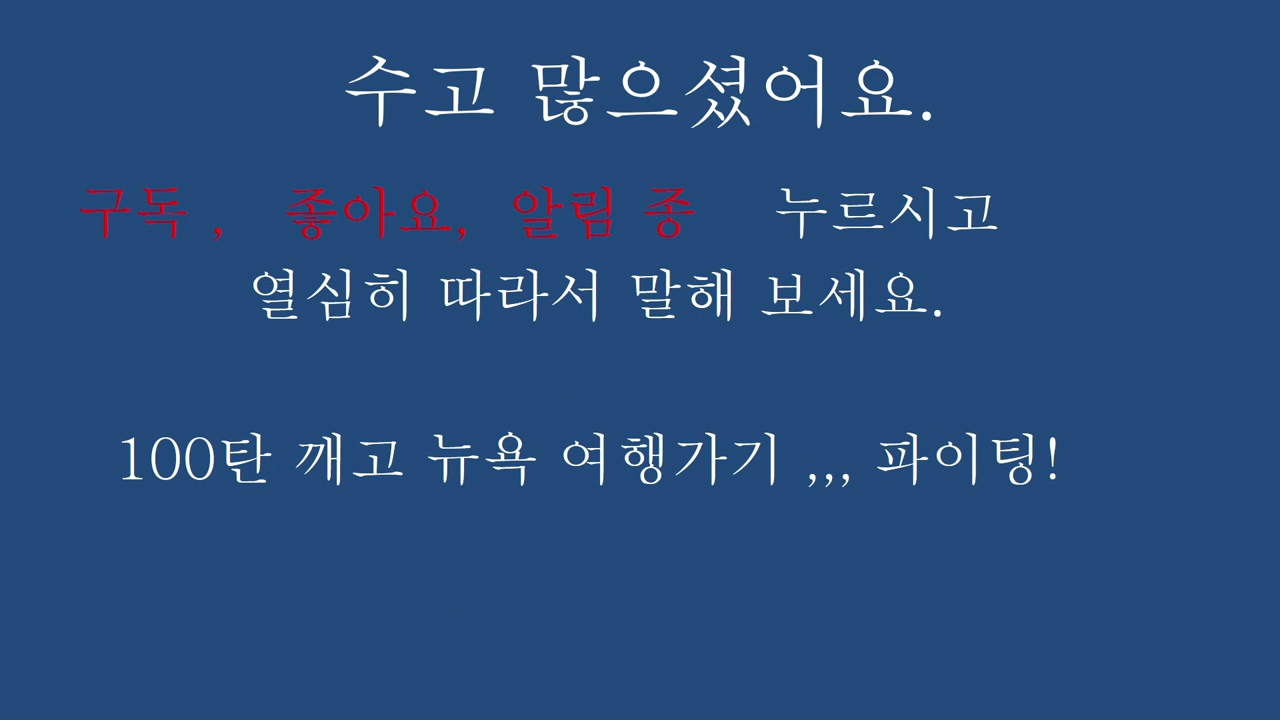 수고 많으셨어요.
구독 , 좋아요, 알림 종 누르시고
열심히 따라서 말해 보세요.
100탄 깨고 뉴욕 여행가기 ,,, 파이팅!